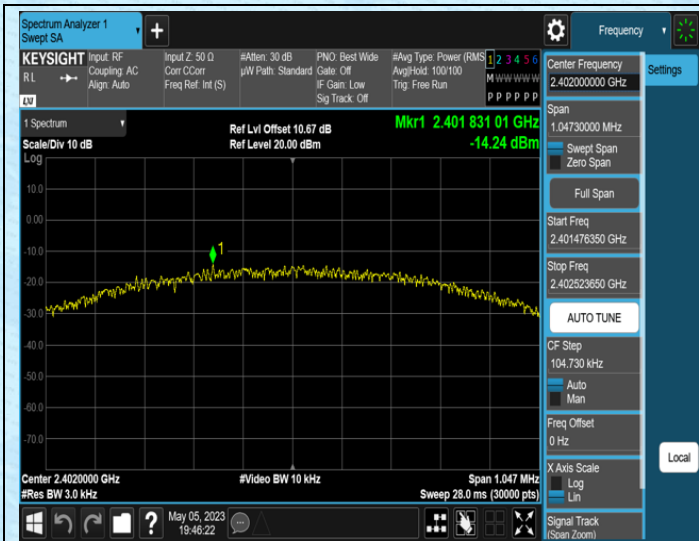 Spectrum Analyzer 1
Swept SA
+
Frequency
KEYSIGHT
R L
LXI
Input: RF
Coupling: AC
Align: Auto
Input Z: 50 Ω
Corr CCorr
Freq Ref: Int (S)
#Atten: 30 dB
µW Path: Standard
PNO: Best Wide
Gate: Off
IF Gain: Low
Sig Track: Off
#Avg Type: Power (RMS
Avg|Hold: 100/100
Trig: Free Run
1 2 3 4 5 6
M W W W W W
P P P P P P
1 Spectrum
Scale/Div 10 dB
Log
Ref Lvl Offset 10.67 dB
Ref Level 20.00 dBm
Mkr1 2.401 831 01 GHz
-14.24 dBm
10.0
0.00
-10.0
-20.0
-30.0
-40.0
-50.0
-60.0
-70.0
1
Center 2.4020000 GHz
#Res BW 3.0 kHz
#Video BW 10 kHz
Span 1.047 MHz
Sweep 28.0 ms (30000 pts)
?
May 05, 2023
19:46:22
Center Frequency
2.402000000 GHz
Span
1.04730000 MHz
Swept Span
Zero Span
Full Span
Start Freq
2.401476350 GHz
Stop Freq
2.402523650 GHz
AUTO TUNE
CF Step
104.730 kHz
Auto
Man
Freq Offset
0 Hz
X Axis Scale
Log
Lin
Signal Track
(Span Zoom)
Settings
Local